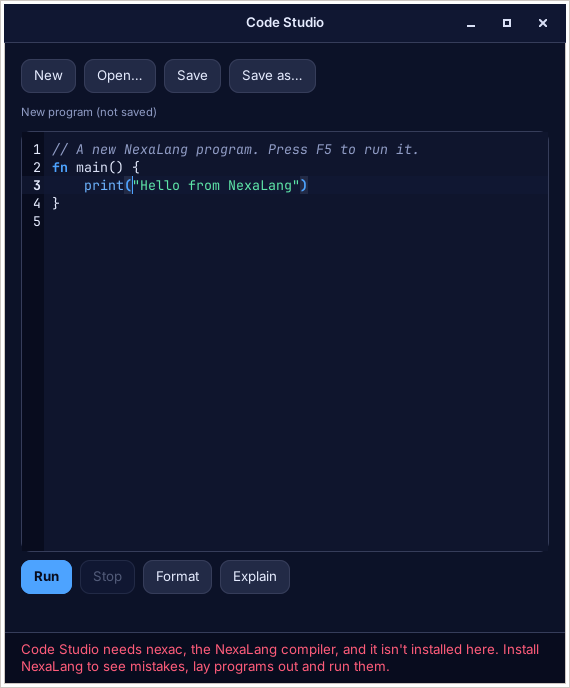 Code Studio
New Open... Save Save as...
New program (not saved)
1 // A new NexaLang program. Press F5 to run it.
2 fn main() {
3     print("Hello from NexaLang")
4 }
5
Run Stop Format Explain
Code Studio needs nexac, the NexaLang compiler, and it isn't installed here. Install
NexaLang to see mistakes, lay programs out and run them.